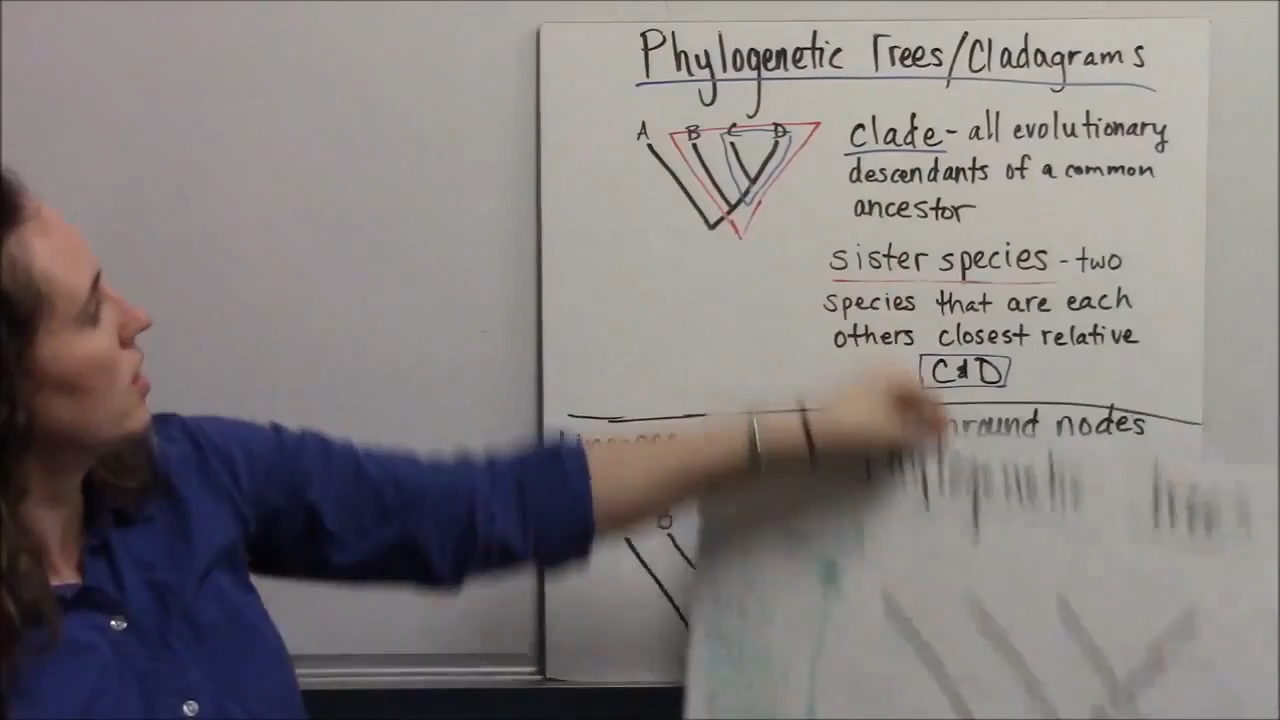 Phylogenetic Trees/Cladagrams
A B C D
clade - all evolutionary
descendants of a common
ancestor
sister species - two
species that are each
others closest relative
C & D
nodes